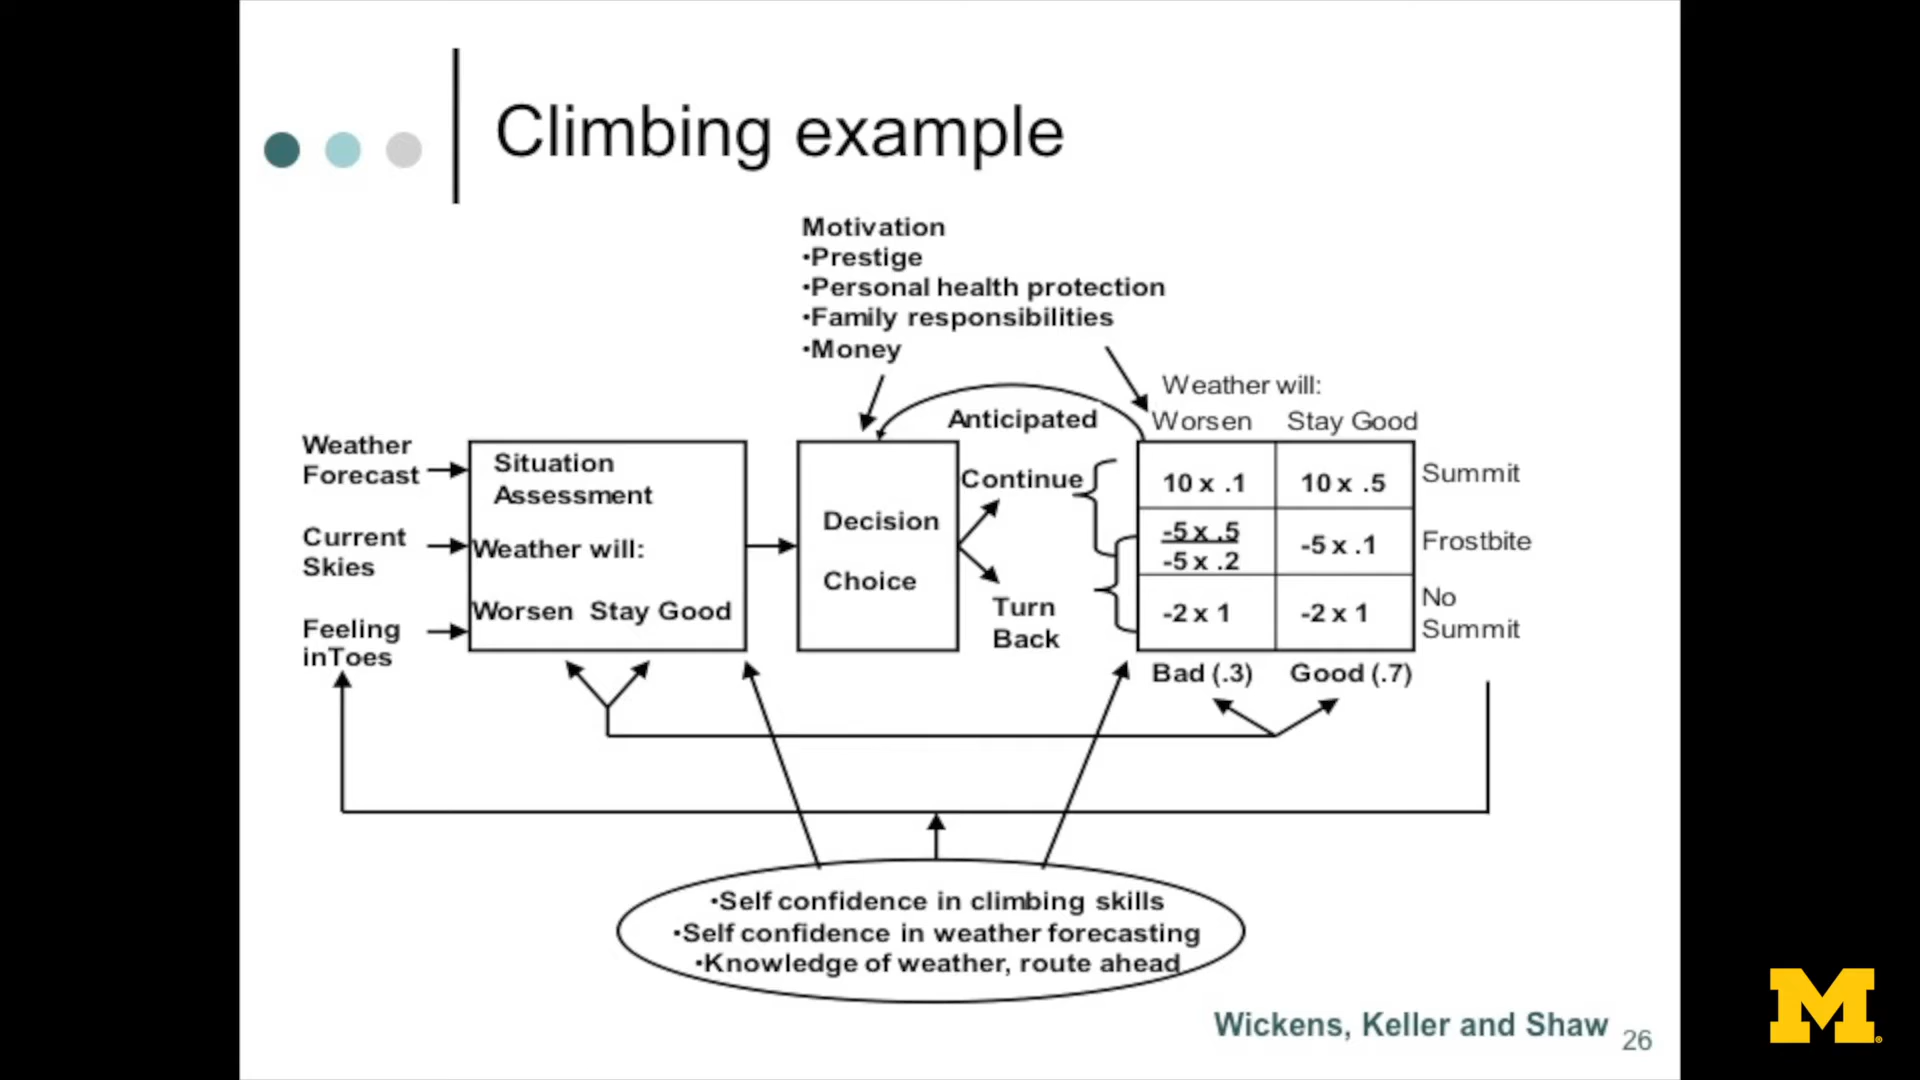 Climbing example
Motivation
•Prestige
•Personal health protection
•Family responsibilities
•Money
Weather Forecast
Current Skies
Feeling
inToes
Situation
Assessment
Weather will:
Worsen Stay Good
Decision
Choice
Anticipated
Continue
Turn
Back
Weather will:
Worsen Stay Good
10 x .1 10 x .5 Summit
-5 x .5
-5 x .2
-5 x .1 Frostbite
-2 x 1 -2 x 1 No
Summit
Bad (.3) Good (.7)
•Self confidence in climbing skills
•Self confidence in weather forecasting
•Knowledge of weather, route ahead
Wickens, Keller and Shaw
26
M